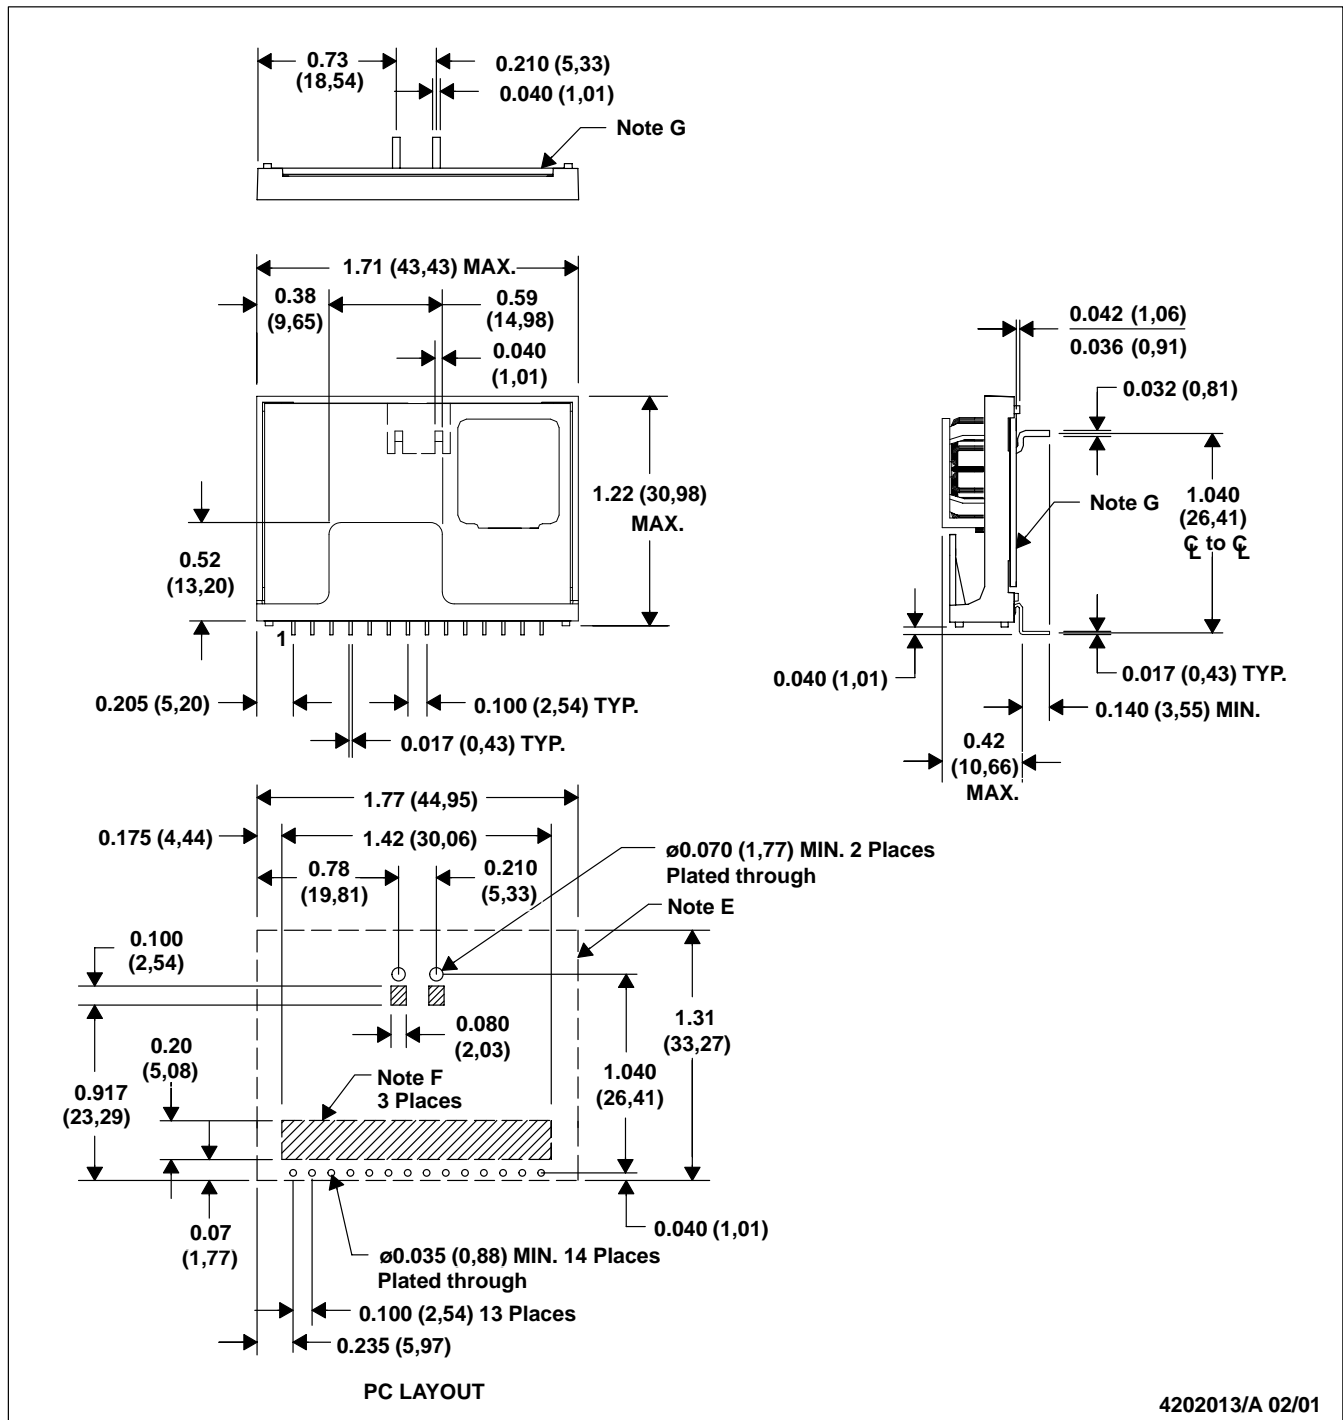 0.73
(18,54)
0.210 (5,33)
0.040 (1,01)
Note G
1.71 (43,43) MAX.
0.38
(9,65)
0.59
(14,98)
0.040
(1,01)
1.22 (30,98)
MAX.
0.52
(13,20)
1
0.205 (5,20)
0.100 (2,54) TYP.
0.017 (0,43) TYP.
0.042 (1,06)
0.036 (0,91)
0.032 (0,81)
Note G
1.040
(26,41)
℄ to ℄
0.040 (1,01)
0.017 (0,43) TYP.
0.140 (3,55) MIN.
0.42
(10,66)
MAX.
1.77 (44,95)
0.175 (4,44)
1.42 (30,06)
ø0.070 (1,77) MIN. 2 Places
Plated through
0.78
(19,81)
0.210
(5,33)
Note E
0.100
(2,54)
0.080
(2,03)
1.31
(33,27)
0.20
(5,08)
1.040
(26,41)
0.917
(23,29)
Note F
3 Places
0.07
(1,77)
0.040 (1,01)
ø0.035 (0,88) MIN. 14 Places
Plated through
0.100 (2,54) 13 Places
0.235 (5,97)
PC LAYOUT
4202013/A 02/01